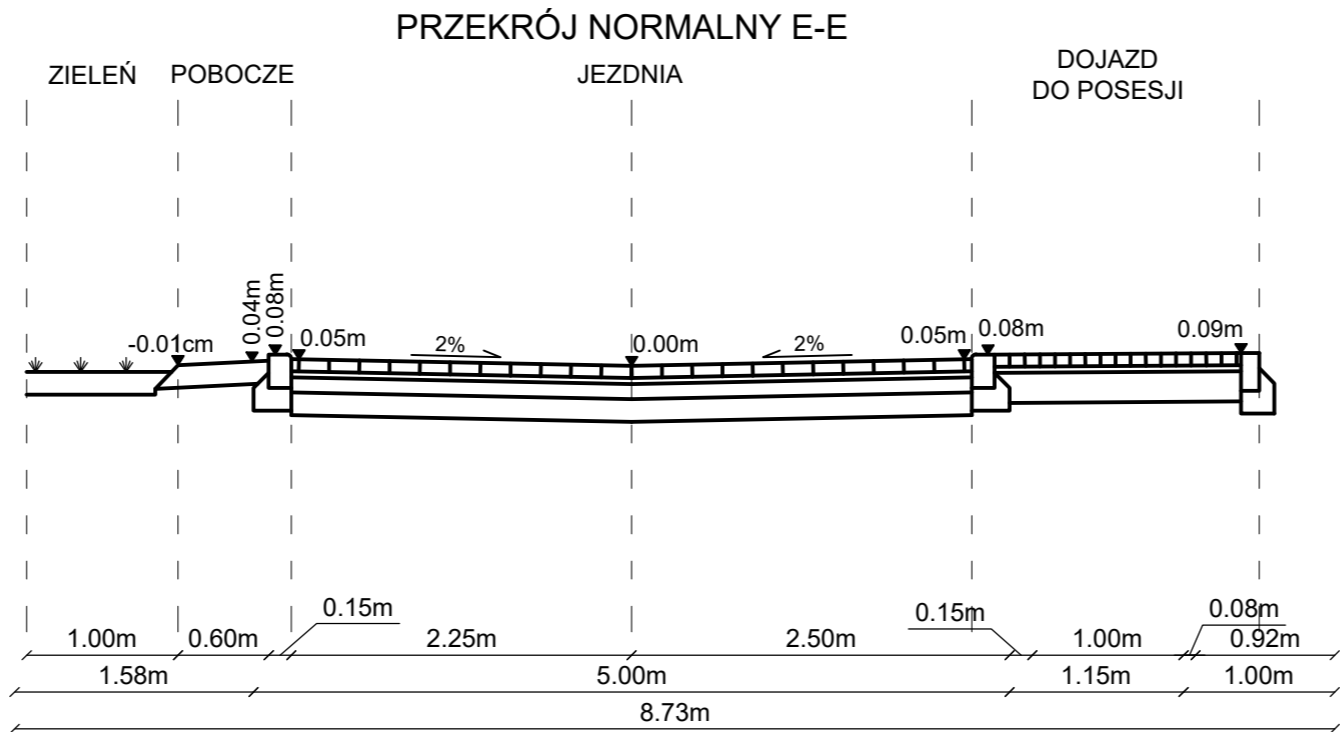 PRZEKRÓJ NORMALNY E-E
ZIELEŃ POBOCZE JEZDNIA DOJAZD
DO POSESJI
-0.01cm 0.04m 0.08m 0.05m 2% 0.00m 2% 0.05m 0.08m 0.09m
0.15m 0.15m 0.08m
1.00m 0.60m 2.25m 2.50m 1.00m 0.92m
1.58m 5.00m 1.15m 1.00m
8.73m